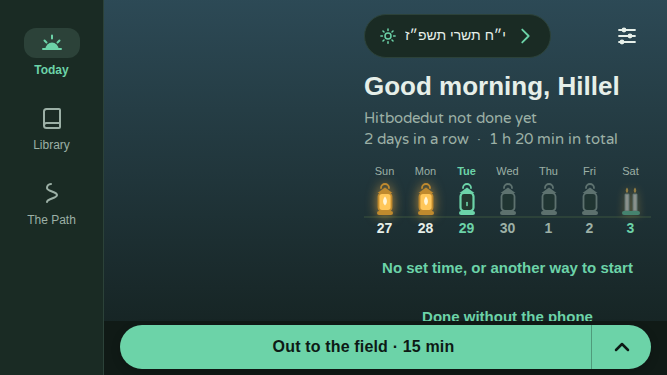 Today
Library
The Path
י״ח תשרי תשפ״ז
Good morning, Hillel
Hitbodedut not done yet
2 days in a row · 1 h 20 min in total
Sun Mon Tue Wed Thu Fri Sat
27 28 29 30 1 2 3
No set time, or another way to start
Done without the phone
Out to the field · 15 min